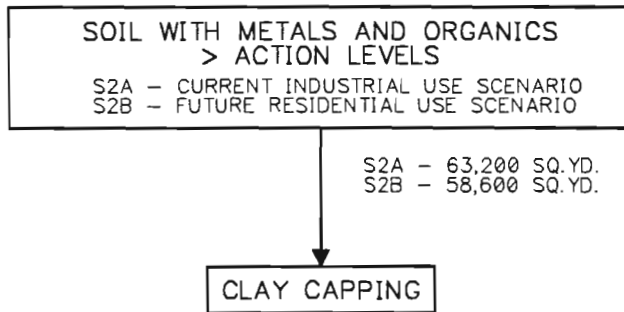 SOIL WITH METALS AND ORGANICS
> ACTION LEVELS
S2A – CURRENT INDUSTRIAL USE SCENARIO
S2B – FUTURE RESIDENTIAL USE SCENARIO
S2A – 63,200 SQ.YD.
S2B – 58,600 SQ.YD.
CLAY CAPPING